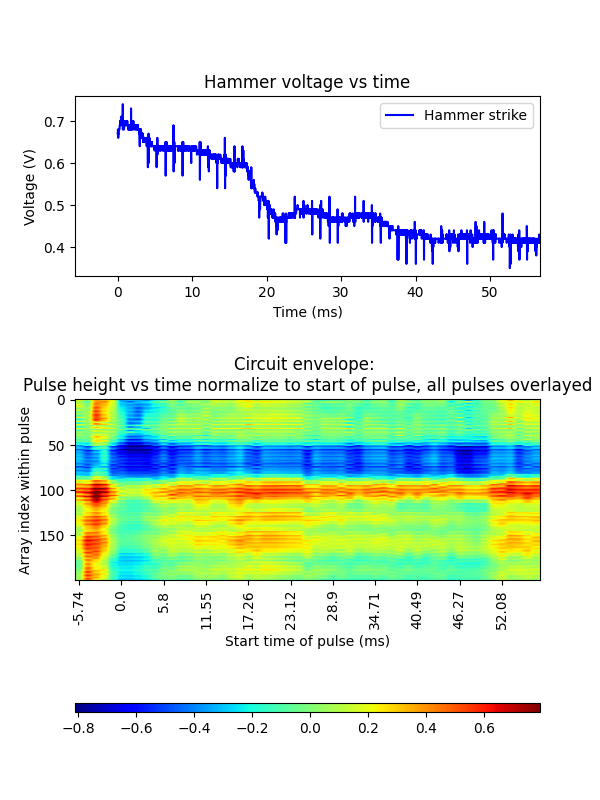 Hammer voltage vs time
Hammer strike
Voltage (V)
0.7
0.6
0.5
0.4
0 10 20 30 40 50
Time (ms)
Circuit envelope:
Pulse height vs time normalize to start of pulse, all pulses overlayed
Array index within pulse
0
50
100
150
-5.74 0.0 5.8 11.55 17.26 23.12 28.9 34.71 40.49 46.27 52.08
Start time of pulse (ms)
−0.8 −0.6 −0.4 −0.2 0.0 0.2 0.4 0.6